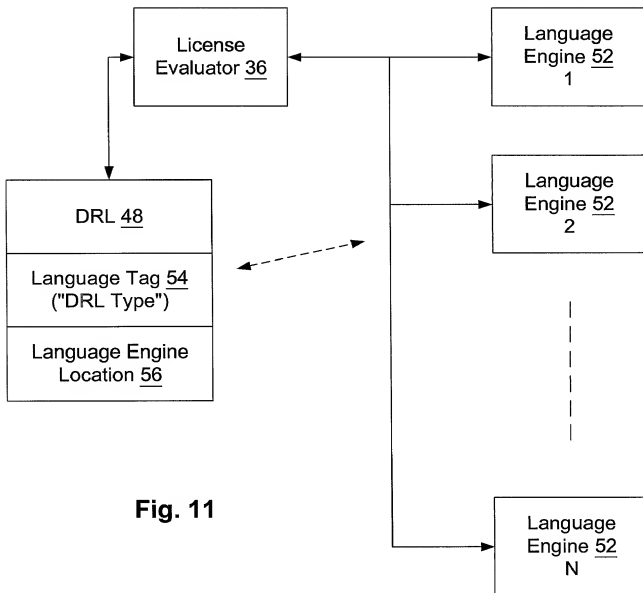 License
Evaluator 36
Language
Engine 52
1
DRL 48
Language Tag 54
("DRL Type")
Language Engine
Location 56
Language
Engine 52
2
Fig. 11
Language
Engine 52
N